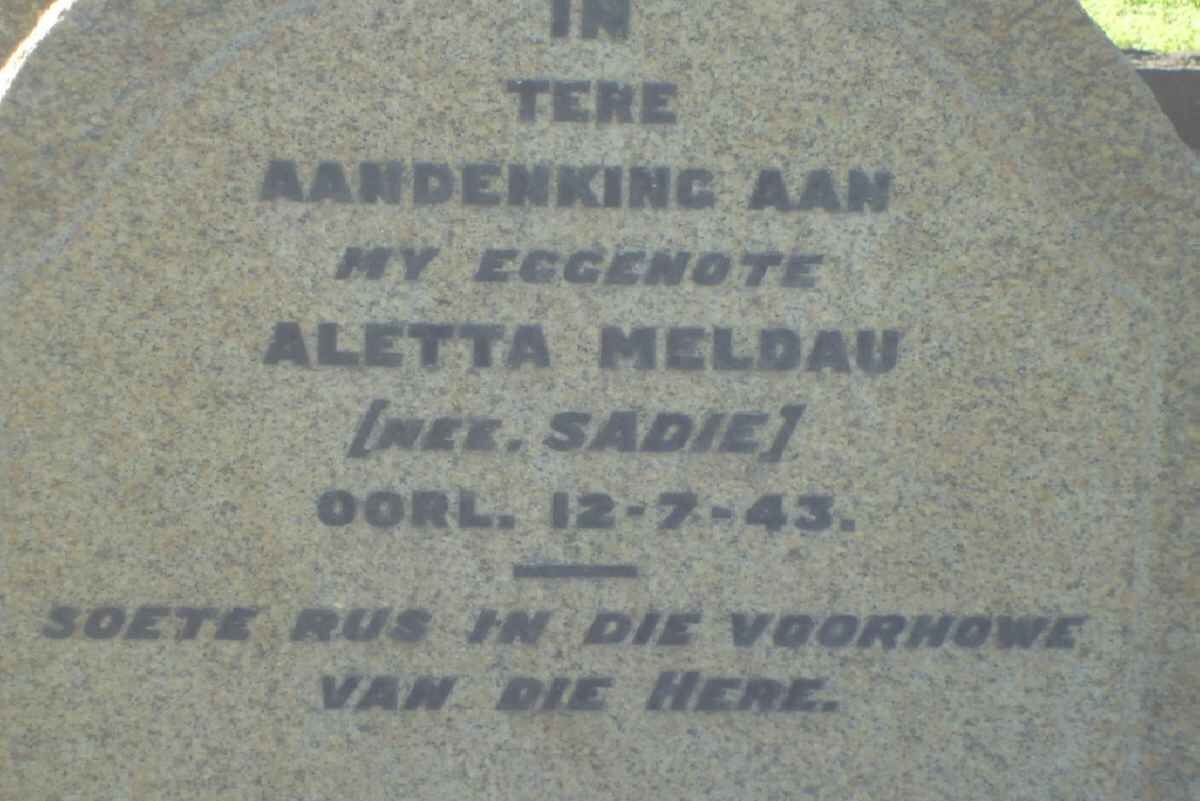 IN
TERE
AANDENKING AAN
MY EGGENOTE
ALETTA MELDAU
[NEE. SADIE]
OORL. 12-7-43.
SOETE RUS IN DIE VOORHOWE
VAN DIE HERE.